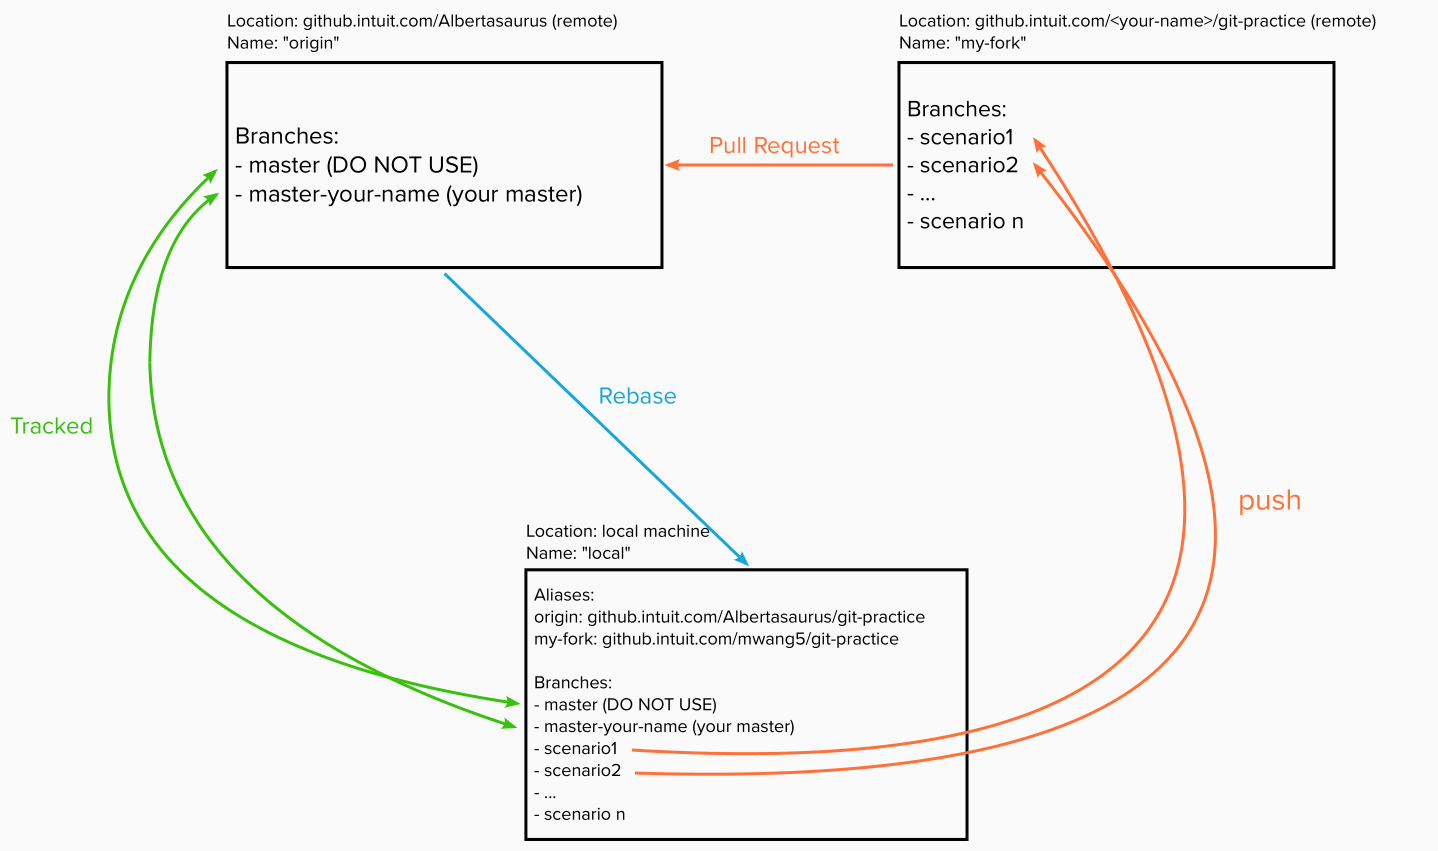 Location: github.intuit.com/Albertasaurus (remote)
Name: "origin"
Branches:
- master (DO NOT USE)
- master-your-name (your master)
Pull Request
Location: github.intuit.com/<your-name>/git-practice (remote)
Name: "my-fork"
Branches:
- scenario1
- scenario2
- ...
- scenario n
Tracked
Rebase
push
Location: local machine
Name: "local"
Aliases:
origin: github.intuit.com/Albertasaurus/git-practice
my-fork: github.intuit.com/mwang5/git-practice
Branches:
- master (DO NOT USE)
- master-your-name (your master)
- scenario1
- scenario2
- ...
- scenario n